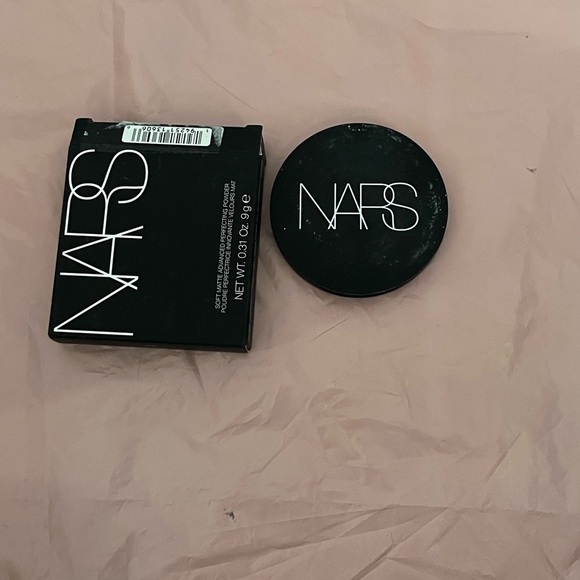 NARS
SOFT MATTE ADVANCED PERFECTING POWDER
POUDRE PERFECTRICE INNOVANTE VELOURS MAT
NET WT. 0.31 Oz. 9 g e
NARS